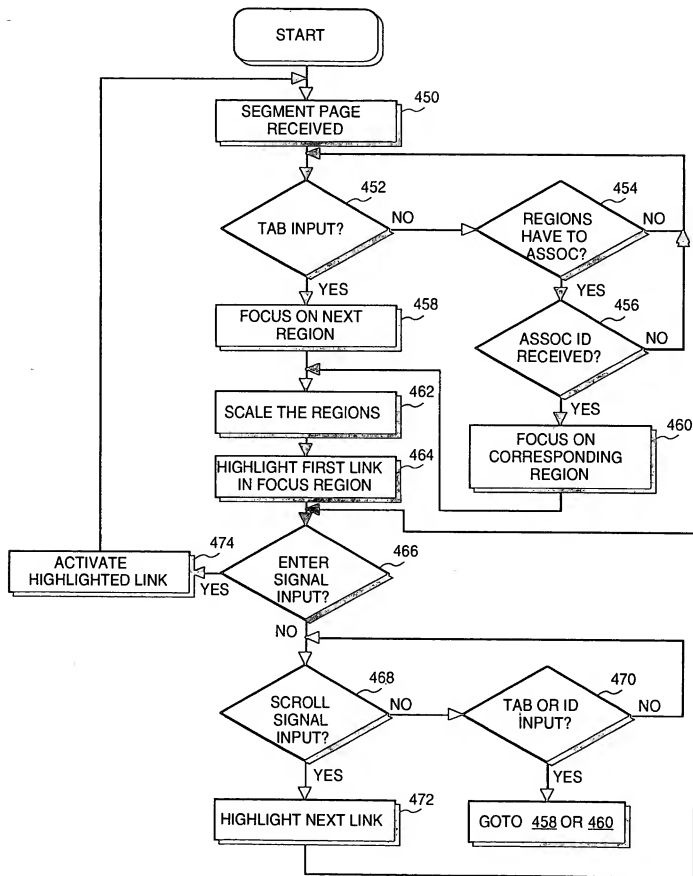 START
450
SEGMENT PAGE
RECEIVED
452
TAB INPUT?
NO
YES
454
REGIONS
HAVE TO
ASSOC?
NO
YES
456
ASSOC ID
RECEIVED?
NO
YES
458
FOCUS ON NEXT
REGION
460
FOCUS ON
CORRESPONDING
REGION
462
SCALE THE REGIONS
464
HIGHLIGHT FIRST LINK
IN FOCUS REGION
466
ENTER
SIGNAL
INPUT?
YES
NO
474
ACTIVATE
HIGHLIGHTED LINK
468
SCROLL
SIGNAL
INPUT?
NO
YES
470
TAB OR ID
INPUT?
NO
YES
472
HIGHLIGHT NEXT LINK
GOTO 458 OR 460